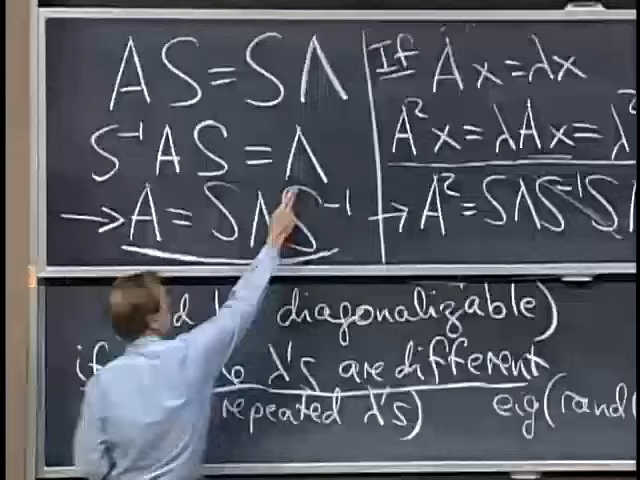 AS = SΛ
S⁻¹AS = Λ
→ A = SΛS⁻¹
If Ax = λx
A²x = λAx = λ²
→ A² = SΛS⁻¹S
d diagonalizable)
if λ's are different
repeated λ's)
eig(rand(